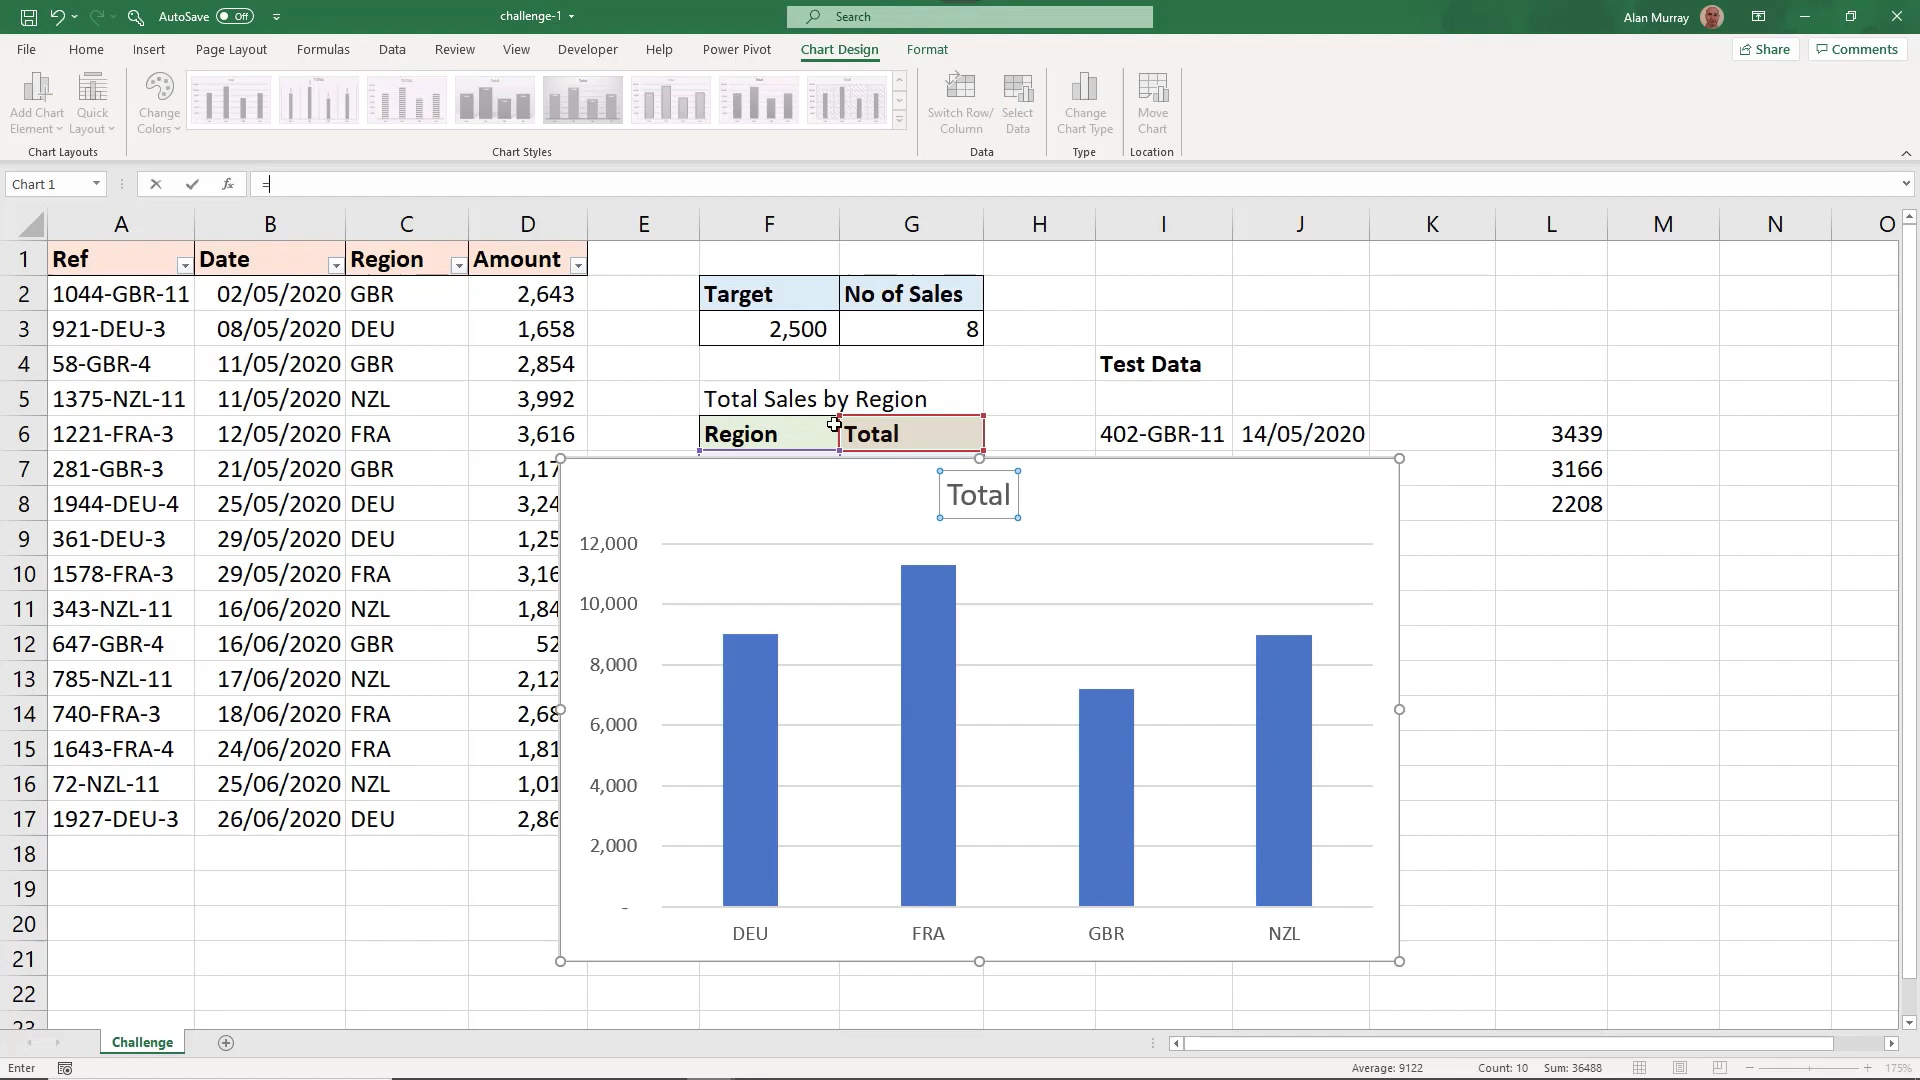 AutoSave Off
challenge-1
Search
Alan Murray
File Home Insert Page Layout Formulas Data Review View Developer Help Power Pivot Chart Design Format
Share Comments
Add Chart Element
Quick Layout
Change Colors
Switch Row/ Column
Select Data
Change Chart Type
Move Chart
Chart Layouts Chart Styles Data Type Location
Chart 1 fx =
A B C D E F G H I J K L M N O
1 Ref Date Region Amount
2 1044-GBR-11 02/05/2020 GBR 2,643 Target No of Sales
3 921-DEU-3 08/05/2020 DEU 1,658 2,500 8
4 58-GBR-4 11/05/2020 GBR 2,854 Test Data
5 1375-NZL-11 11/05/2020 NZL 3,992 Total Sales by Region
6 1221-FRA-3 12/05/2020 FRA 3,616 Region Total 402-GBR-11 14/05/2020 3439
7 281-GBR-3 21/05/2020 GBR 1,17 3166
8 1944-DEU-4 25/05/2020 DEU 3,24 2208
9 361-DEU-3 29/05/2020 DEU 1,25
10 1578-FRA-3 29/05/2020 FRA 3,16
11 343-NZL-11 16/06/2020 NZL 1,84
12 647-GBR-4 16/06/2020 GBR 52
13 785-NZL-11 17/06/2020 NZL 2,12
14 740-FRA-3 18/06/2020 FRA 2,68
15 1643-FRA-4 24/06/2020 FRA 1,81
16 72-NZL-11 25/06/2020 NZL 1,01
17 1927-DEU-3 26/06/2020 DEU 2,86
18
19
20
21
22
23
Total
12,000
10,000
8,000
6,000
4,000
2,000
-
DEU FRA GBR NZL
Challenge
Enter Average: 9122 Count: 10 Sum: 36488 175%